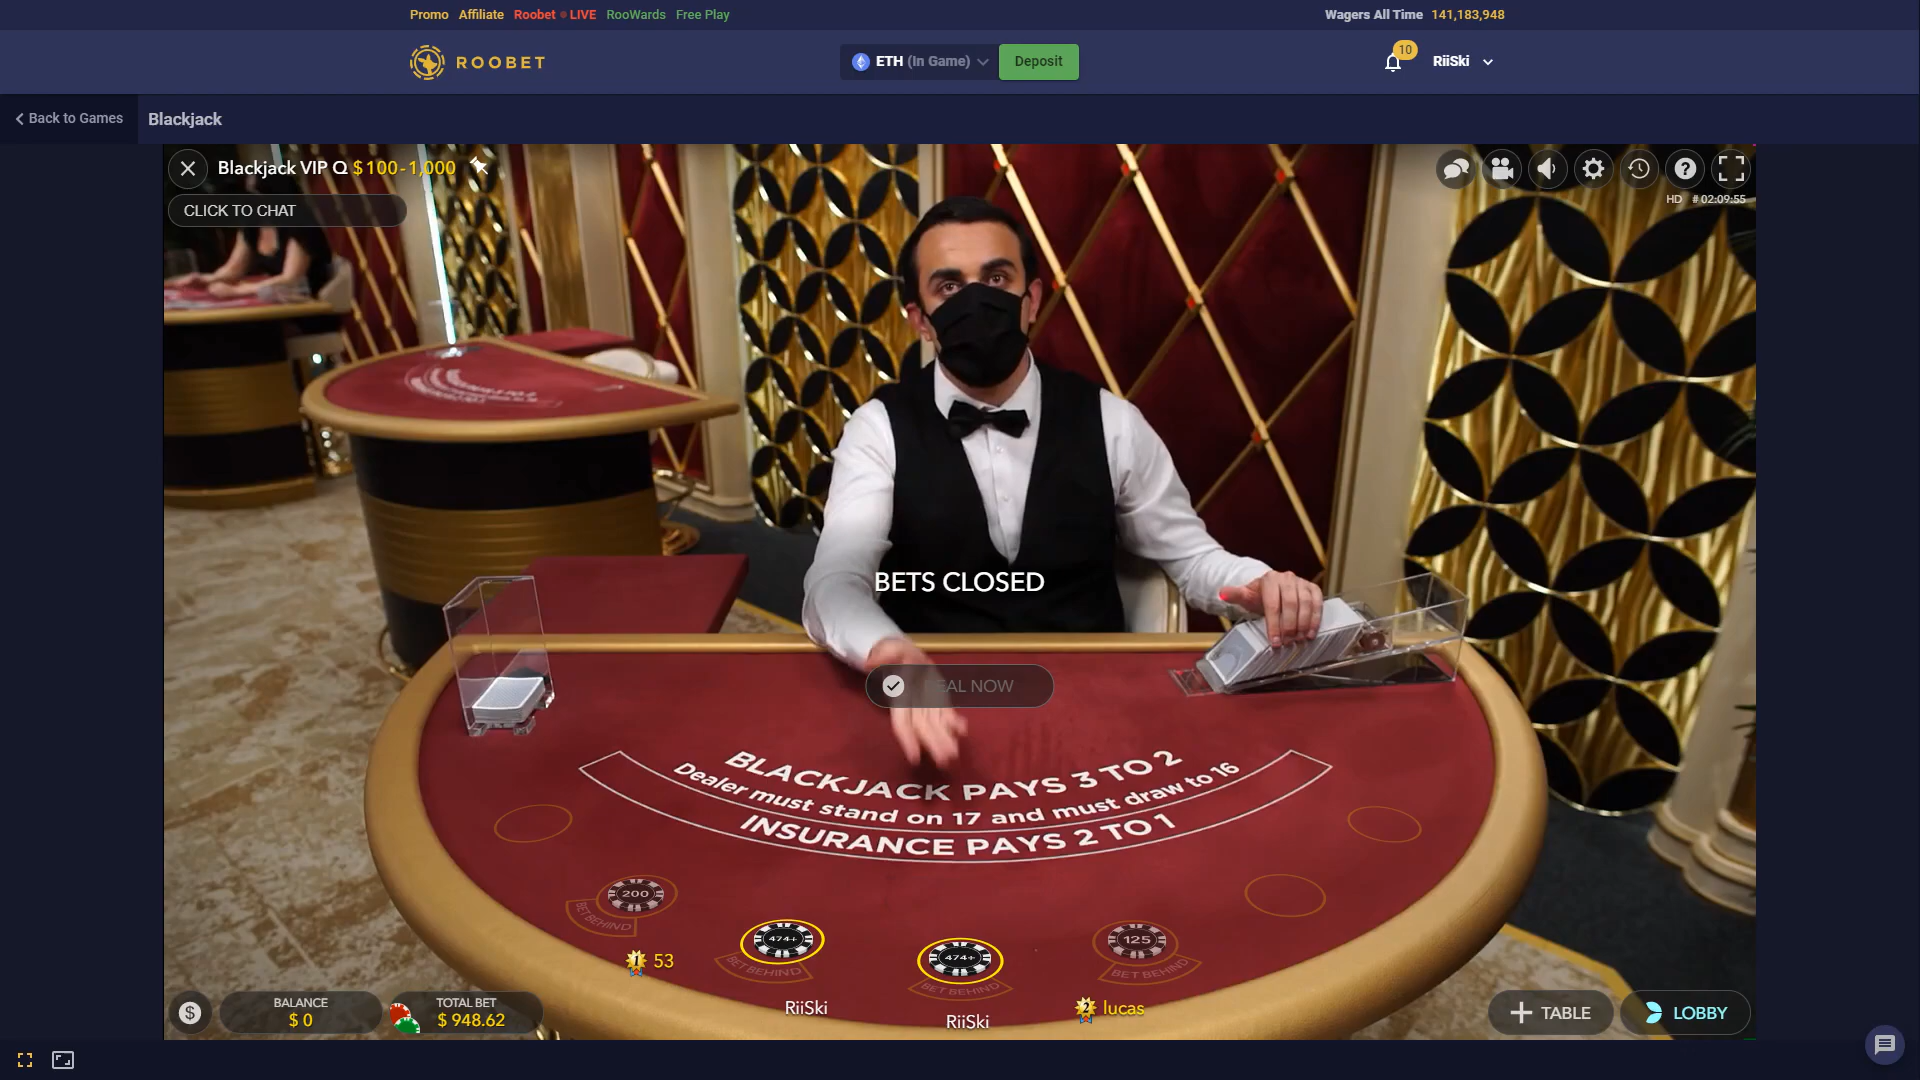 Promo Affiliate Roobet LIVE RooWards Free Play
Wagers All Time 141,183,948
ROOBET
ETH (In Game)
Deposit
10
RiiSki
Back to Games
Blackjack
Blackjack VIP Q $100-1,000
CLICK TO CHAT
HD # 02:09:55
BETS CLOSED
DEAL NOW
BLACKJACK PAYS 3 TO 2
Dealer must stand on 17 and must draw to 16
INSURANCE PAYS 2 TO 1
200
BET BEHIND
474+
BET BEHIND
474+
BET BEHIND
125
BET BEHIND
1 53
RiiSki
RiiSki
2 lucas
BALANCE
$ 0
TOTAL BET
$ 948.62
TABLE
LOBBY